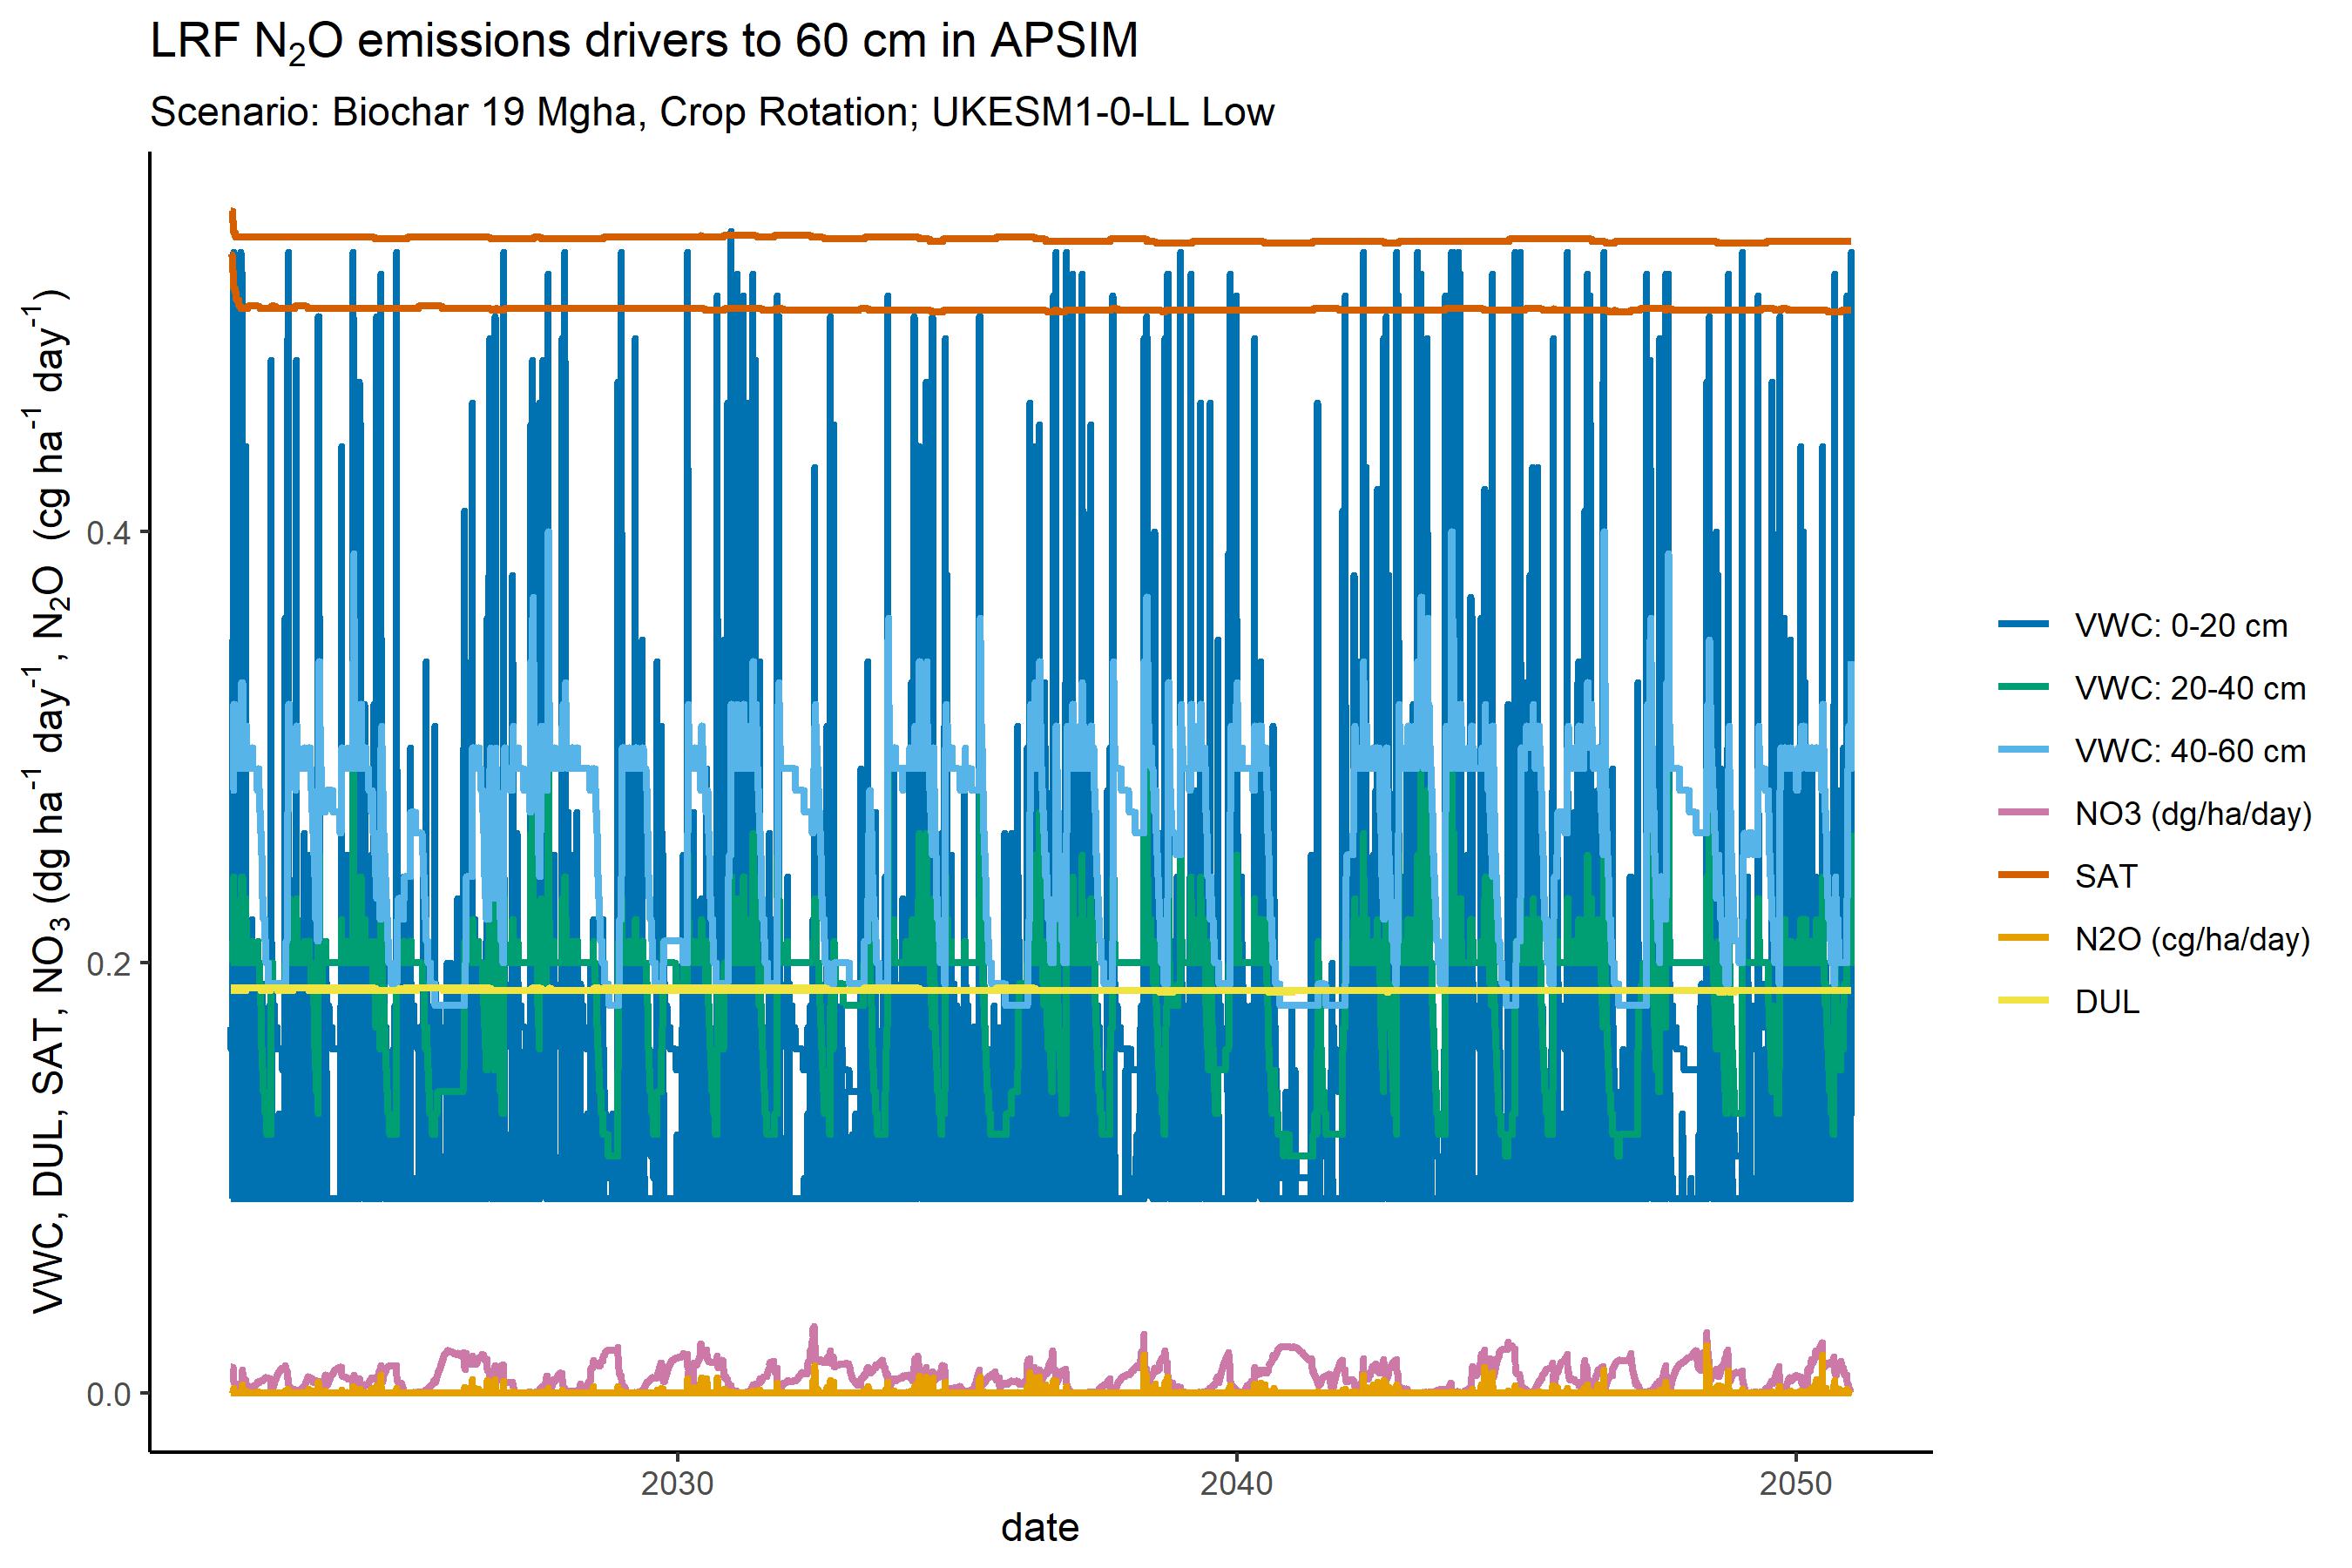 LRF N₂O emissions drivers to 60 cm in APSIM
Scenario: Biochar 19 Mgha, Crop Rotation; UKESM1-0-LL Low
VWC, DUL, SAT, NO₃ (dg ha⁻¹ day⁻¹, N₂O  (cg ha⁻¹ day⁻¹)
0.4
0.2
0.0
2030
2040
2050
date
VWC: 0-20 cm
VWC: 20-40 cm
VWC: 40-60 cm
NO3 (dg/ha/day)
SAT
N2O (cg/ha/day)
DUL